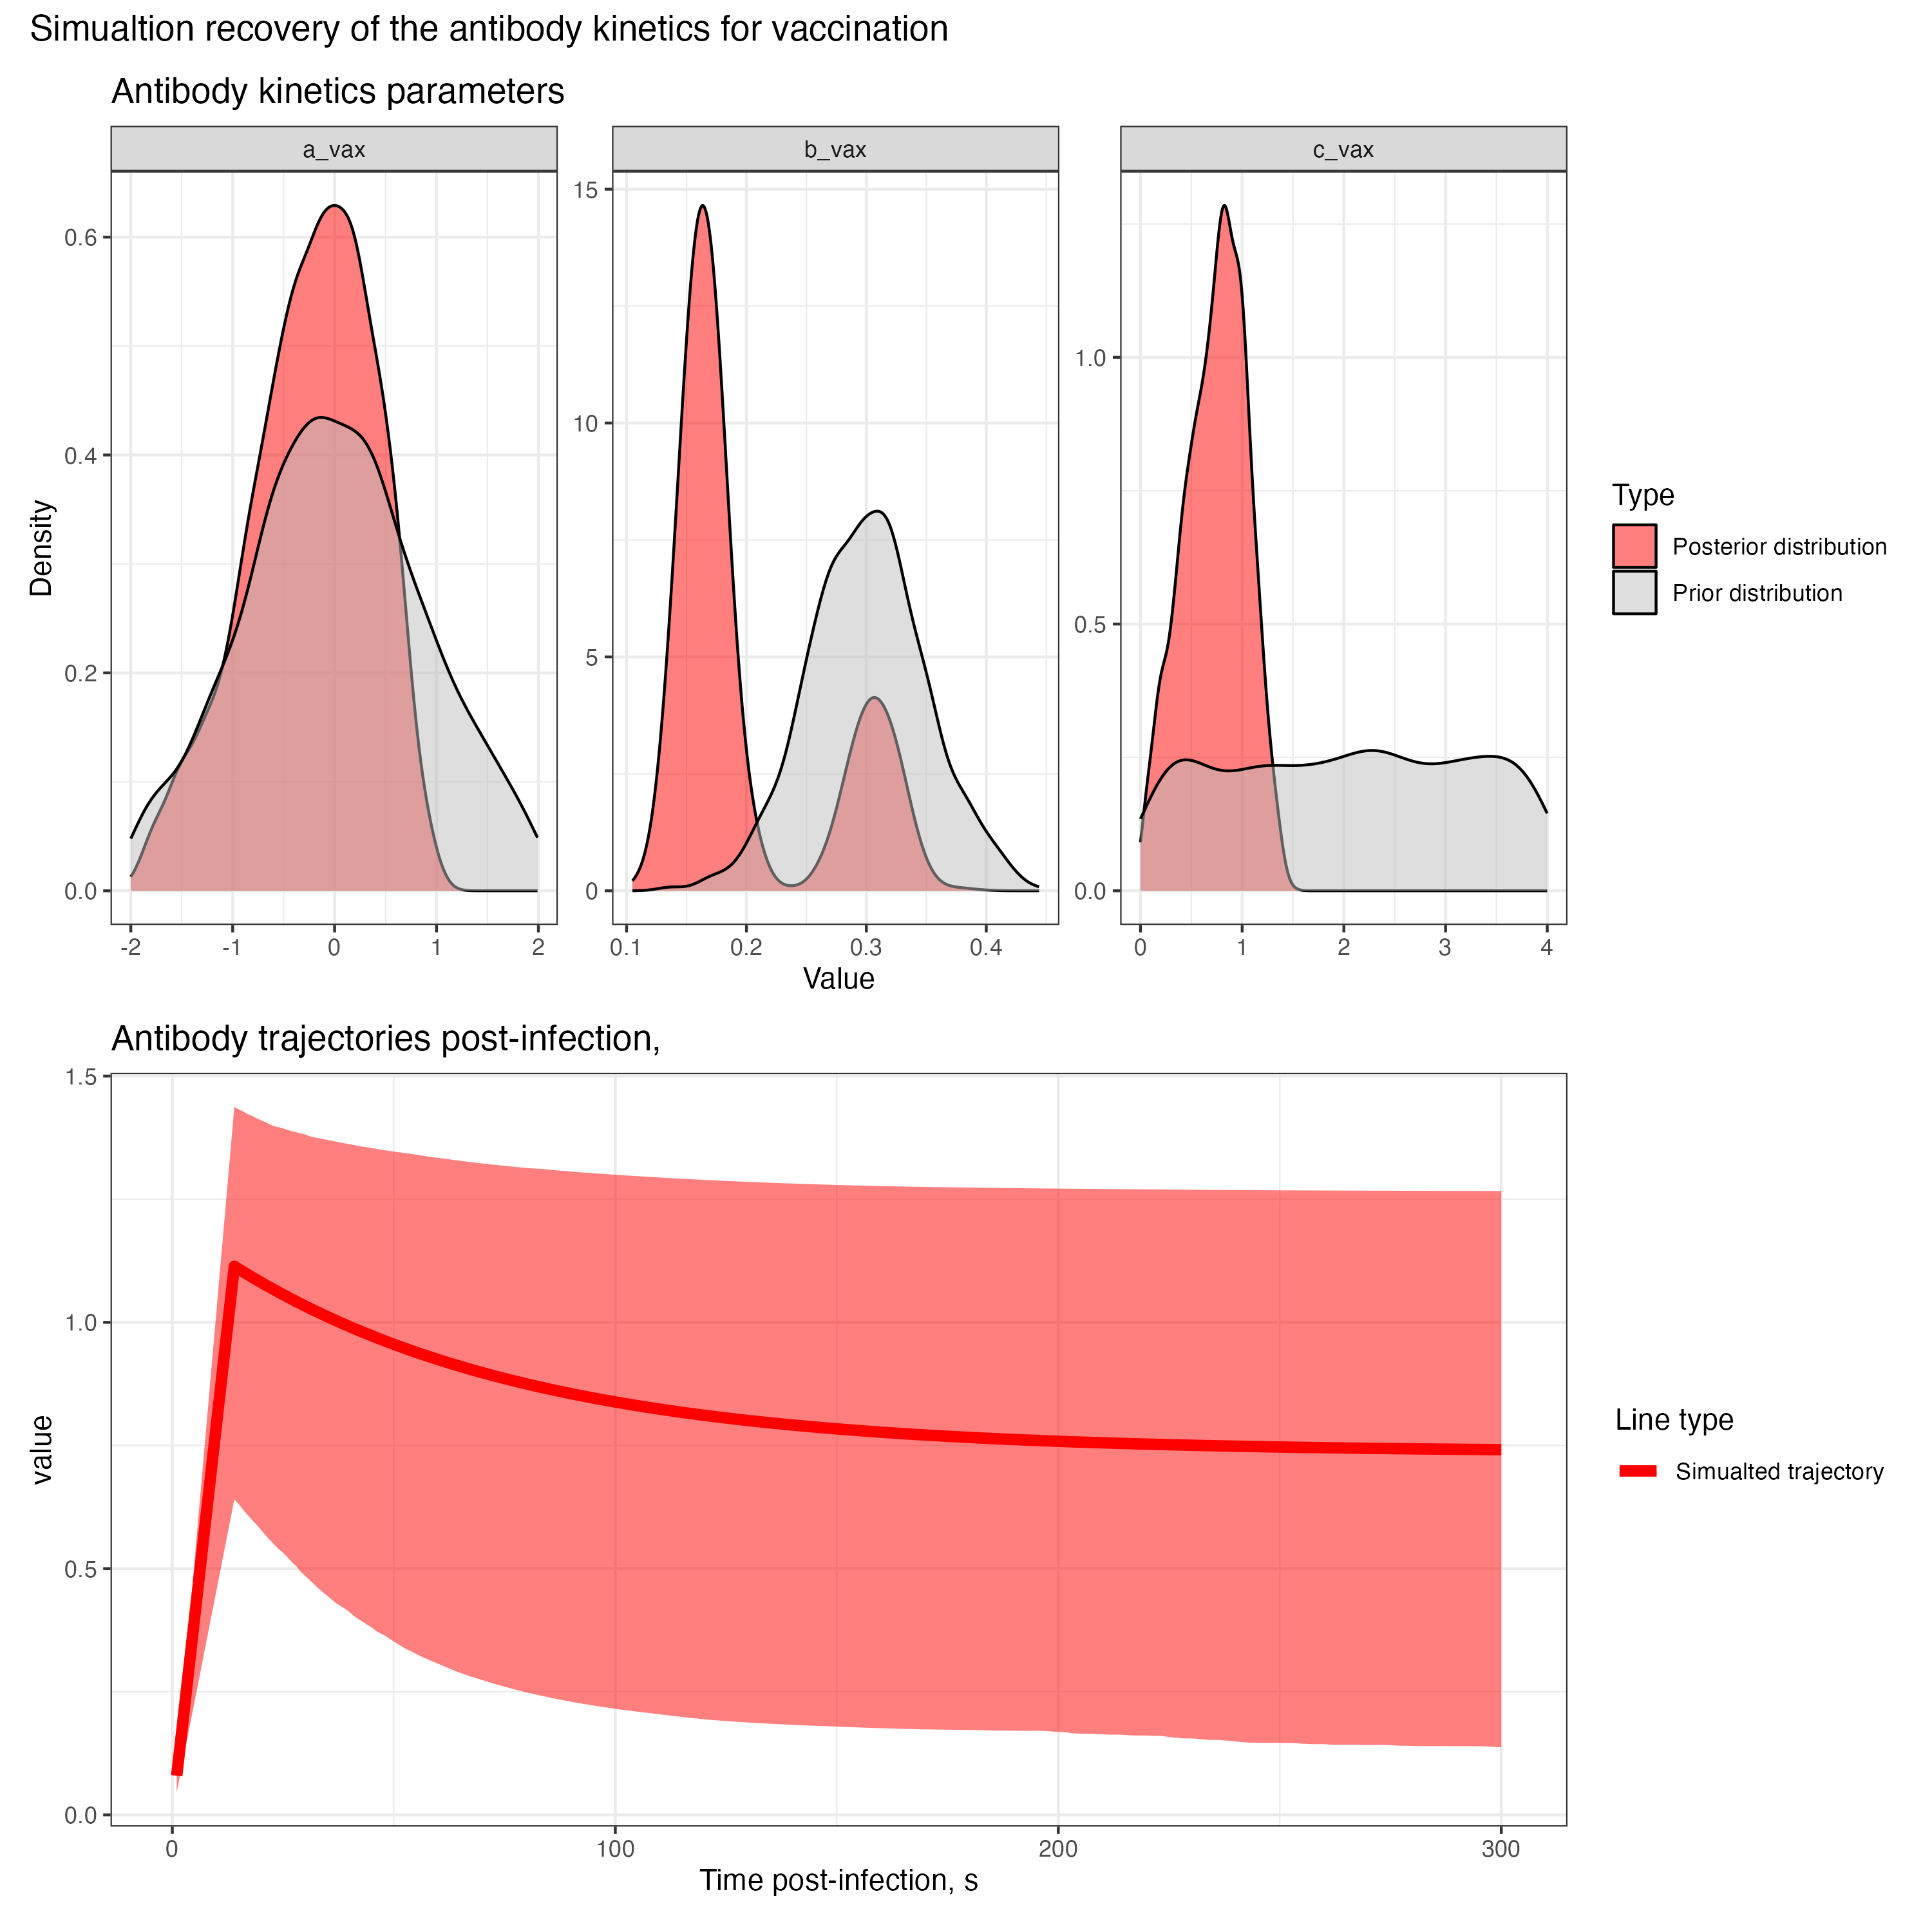 Simualtion recovery of the antibody kinetics for vaccination
Antibody kinetics parameters
a_vax b_vax c_vax
Density
0.6
0.4
0.2
0.0
-2 -1 0 1 2
15
10
5
0
0.1 0.2 0.3 0.4
1.0
0.5
0.0
0 1 2 3 4
Value
Type
Posterior distribution
Prior distribution
Antibody trajectories post-infection,
value
1.5
1.0
0.5
0.0
0 100 200 300
Time post-infection, s
Line type
Simualted trajectory